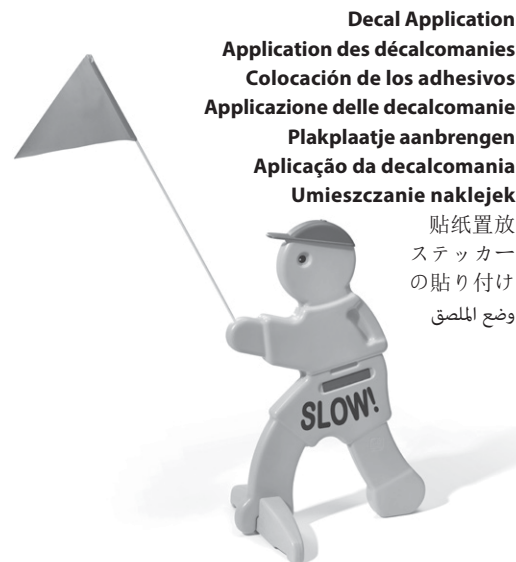 Decal Application
Application des décalcomanies
Colocación de los adhesivos
Applicazione delle decalcomanie
Plakplaatje aanbrengen
Aplicação da decalcomania
Umieszczanie naklejek
贴纸置放
ステッカー
の貼り付け
وضع الملصق
SLOW!